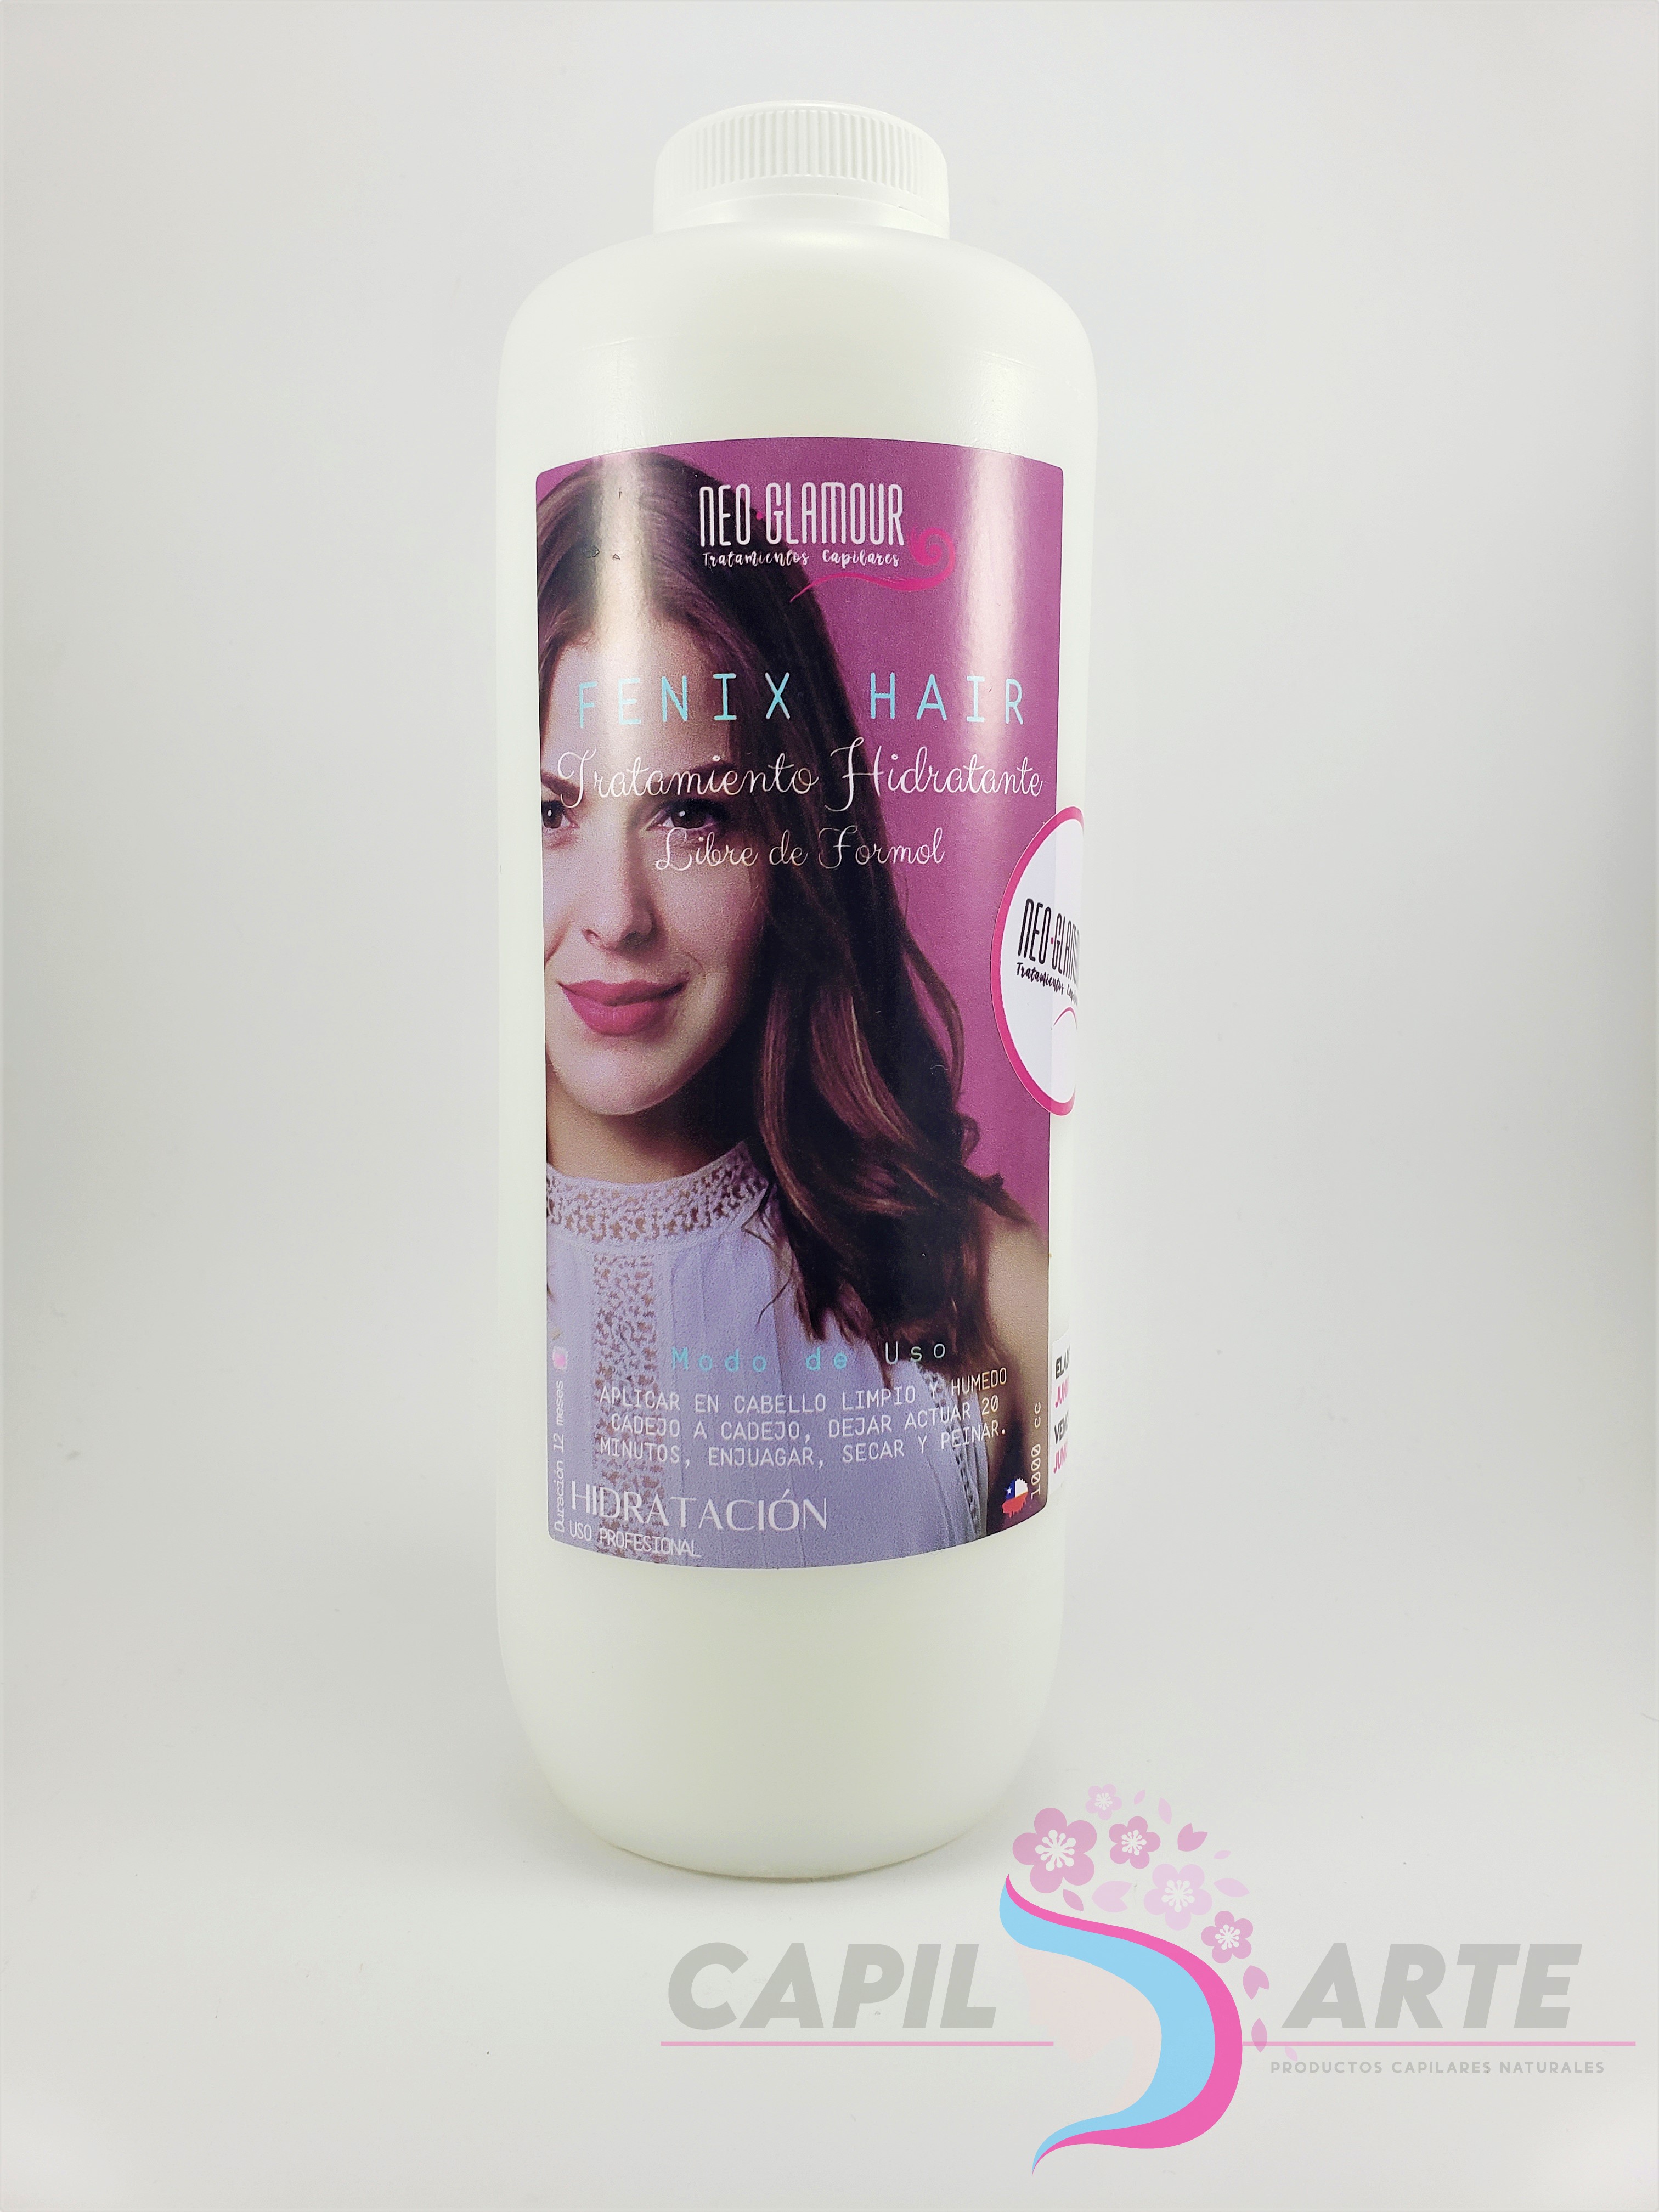 NEO·GLAMOUR
Tratamientos Capilares
FENIX HAIR
Tratamiento Hidratante
Libre de Formol
NEO·GLAMOU
Tratamientos
Modo de Uso
APLICAR EN CABELLO LIMPIO Y HUMEDO
CADEJO A CADEJO, DEJAR ACTUAR 20
MINUTOS, ENJUAGAR, SECAR Y PEINAR.
Duración 12 meses
HIDRATACIÓN
USO PROFESIONAL
1000 cc
CAPIL ARTE
PRODUCTOS CAPILARES NATURALES